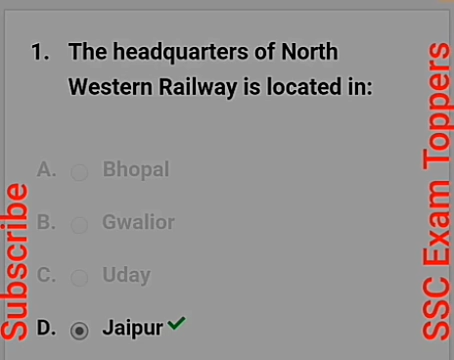 1. The headquarters of North
Western Railway is located in:
A. Bhopal
B. Gwalior
C. Uday
D. Jaipur
Subscribe
SSC Exam Toppers